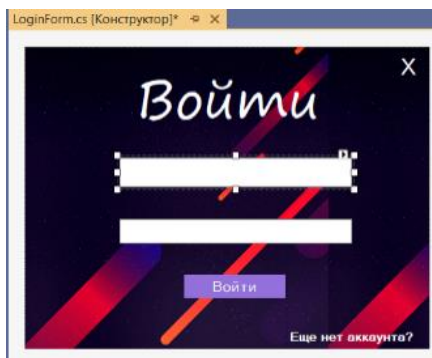 LoginForm.cs [Конструктор]*
X
Войти
Войти
Еще нет аккаунта?